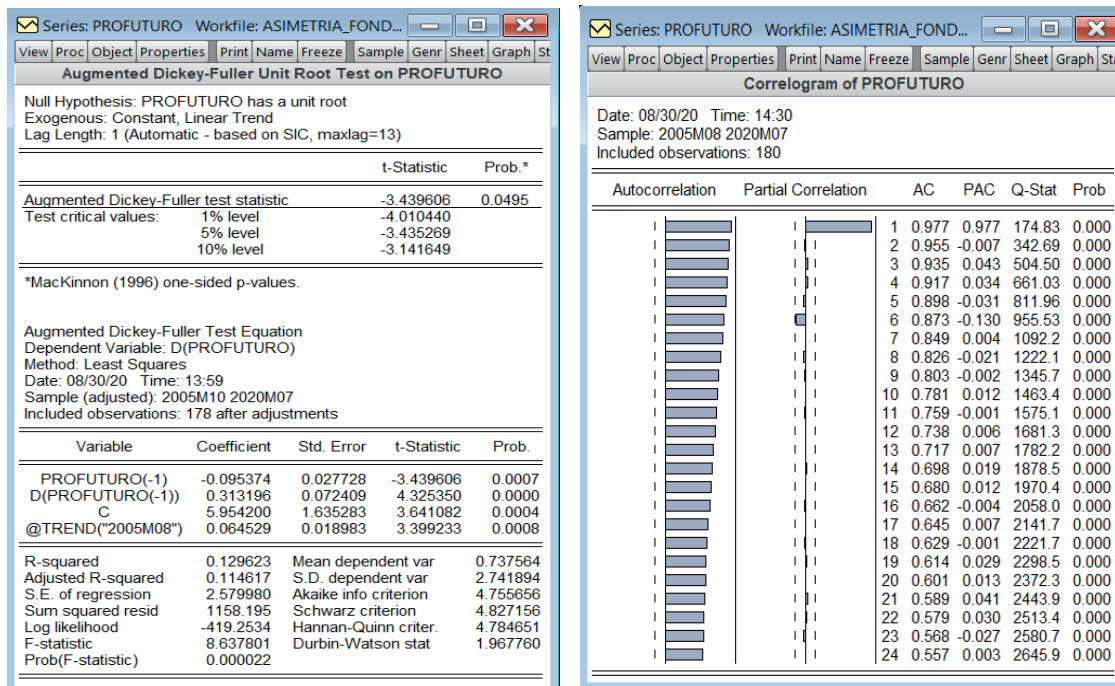 Series: PROFUTURO Workfile: ASIMETRIA_FOND...
View Proc Object Properties Print Name Freeze Sample Genr Sheet Graph St
Augmented Dickey-Fuller Unit Root Test on PROFUTURO
Null Hypothesis: PROFUTURO has a unit root
Exogenous: Constant, Linear Trend
Lag Length: 1 (Automatic - based on SIC, maxlag=13)
t-Statistic Prob.*
Augmented Dickey-Fuller test statistic -3.439606 0.0495
Test critical values: 1% level -4.010440
5% level -3.435269
10% level -3.141649
*MacKinnon (1996) one-sided p-values.
Augmented Dickey-Fuller Test Equation
Dependent Variable: D(PROFUTURO)
Method: Least Squares
Date: 08/30/20 Time: 13:59
Sample (adjusted): 2005M10 2020M07
Included observations: 178 after adjustments
Variable Coefficient Std. Error t-Statistic Prob.
PROFUTURO(-1) -0.095374 0.027728 -3.439606 0.0007
D(PROFUTURO(-1)) 0.313196 0.072409 4.325350 0.0000
C 5.954200 1.635283 3.641082 0.0004
@TREND("2005M08") 0.064529 0.018983 3.399233 0.0008
R-squared 0.129623 Mean dependent var 0.737564
Adjusted R-squared 0.114617 S.D. dependent var 2.741894
S.E. of regression 2.579980 Akaike info criterion 4.755656
Sum squared resid 1158.195 Schwarz criterion 4.827156
Log likelihood -419.2534 Hannan-Quinn criter. 4.784651
F-statistic 8.637801 Durbin-Watson stat 1.967760
Prob(F-statistic) 0.000022
Series: PROFUTURO Workfile: ASIMETRIA_FOND...
View Proc Object Properties Print Name Freeze Sample Genr Sheet Graph Sta
Correlogram of PROFUTURO
Date: 08/30/20 Time: 14:30
Sample: 2005M08 2020M07
Included observations: 180
Autocorrelation Partial Correlation AC PAC Q-Stat Prob
1 0.977 0.977 174.83 0.000
2 0.955 -0.007 342.69 0.000
3 0.935 0.043 504.50 0.000
4 0.917 0.034 661.03 0.000
5 0.898 -0.031 811.96 0.000
6 0.873 -0.130 955.53 0.000
7 0.849 0.004 1092.2 0.000
8 0.826 -0.021 1222.1 0.000
9 0.803 -0.002 1345.7 0.000
10 0.781 0.012 1463.4 0.000
11 0.759 -0.001 1575.1 0.000
12 0.738 0.006 1681.3 0.000
13 0.717 0.007 1782.2 0.000
14 0.698 0.019 1878.5 0.000
15 0.680 0.012 1970.4 0.000
16 0.662 -0.004 2058.0 0.000
17 0.645 0.007 2141.7 0.000
18 0.629 -0.001 2221.7 0.000
19 0.614 0.029 2298.5 0.000
20 0.601 0.013 2372.3 0.000
21 0.589 0.041 2443.9 0.000
22 0.579 0.030 2513.4 0.000
23 0.568 -0.027 2580.7 0.000
24 0.557 0.003 2645.9 0.000